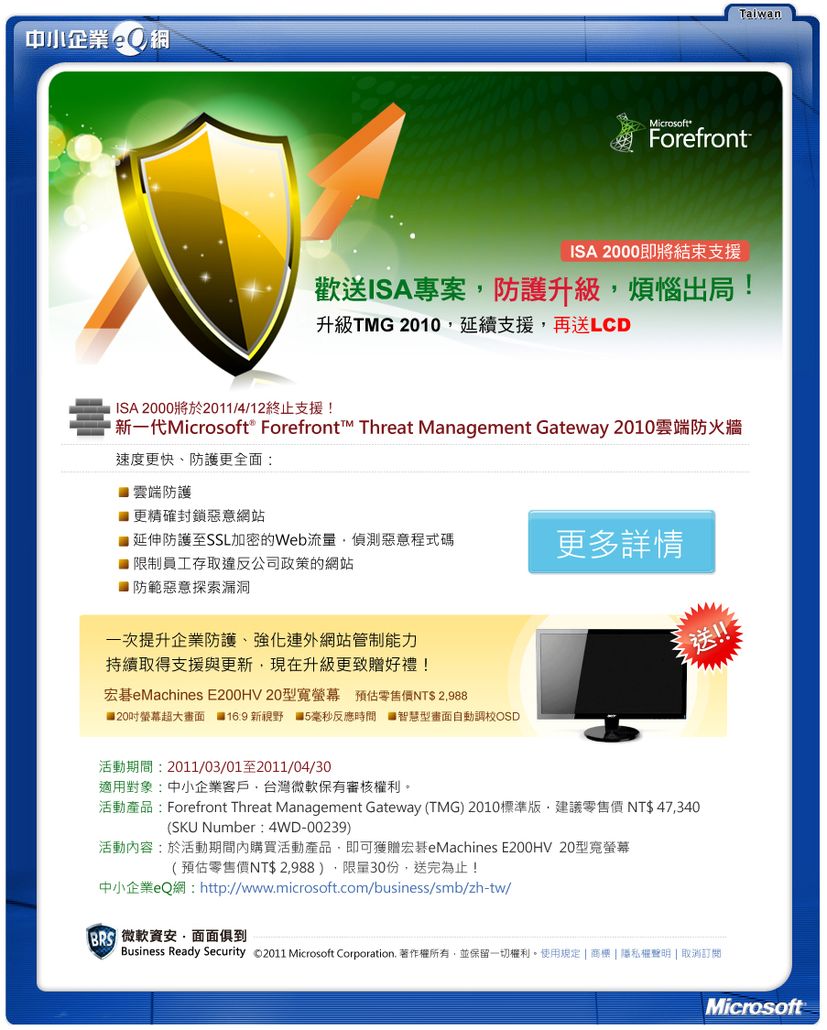 Taiwan
中小企業eQ網
Microsoft®
Forefront™
ISA 2000即將結束支援
歡送ISA專案，防護升級，煩惱出局！
升級TMG 2010，延續支援，再送LCD
ISA 2000將於2011/4/12終止支援！
新一代Microsoft® Forefront™ Threat Management Gateway 2010雲端防火牆
速度更快、防護更全面：
雲端防護
更精確封鎖惡意網站
延伸防護至SSL加密的Web流量，偵測惡意程式碼
限制員工存取違反公司政策的網站
防範惡意探索漏洞
更多詳情
一次提升企業防護、強化連外網站管制能力
持續取得支援與更新，現在升級更致贈好禮！
宏碁eMachines E200HV 20型寬螢幕 預估零售價NT$ 2,988
20吋螢幕超大畫面 16:9 新視野 5毫秒反應時間 智慧型畫面自動調校OSD
送!!
acer
活動期間：2011/03/01至2011/04/30
適用對象：中小企業客戶，台灣微軟保有審核權利。
活動產品：Forefront Threat Management Gateway (TMG) 2010標準版，建議零售價 NT$ 47,340
(SKU Number：4WD-00239)
活動內容：於活動期間內購買活動產品，即可獲贈宏碁eMachines E200HV 20型寬螢幕
（預估零售價NT$ 2,988），限量30份，送完為止！
中小企業eQ網：http://www.microsoft.com/business/smb/zh-tw/
BRS
微軟資安．面面俱到
Business Ready Security ©2011 Microsoft Corporation. 著作權所有，並保留一切權利。使用規定 | 商標 | 隱私權聲明 | 取消訂閱
Microsoft®